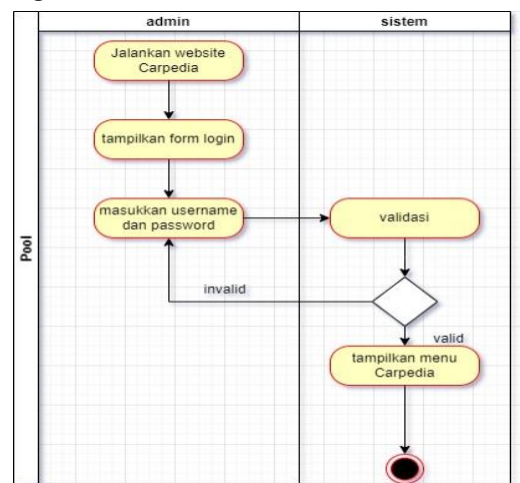 admin
sistem
Pool
Jalankan website
Carpedia
tampilkan form login
masukkan username
dan password
validasi
invalid
valid
tampilkan menu
Carpedia